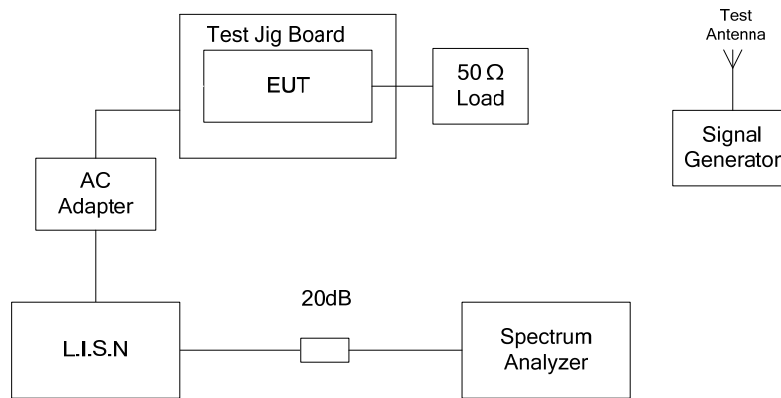 Test Jig Board
EUT
50 Ω
Load
Test
Antenna
Signal
Generator
AC
Adapter
20dB
L.I.S.N
Spectrum
Analyzer